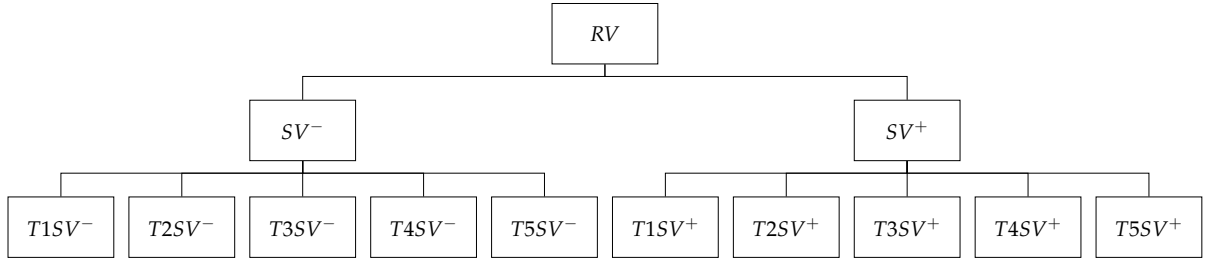 RV
SV⁻ SV⁺
T1SV⁻ T2SV⁻ T3SV⁻ T4SV⁻ T5SV⁻ T1SV⁺ T2SV⁺ T3SV⁺ T4SV⁺ T5SV⁺